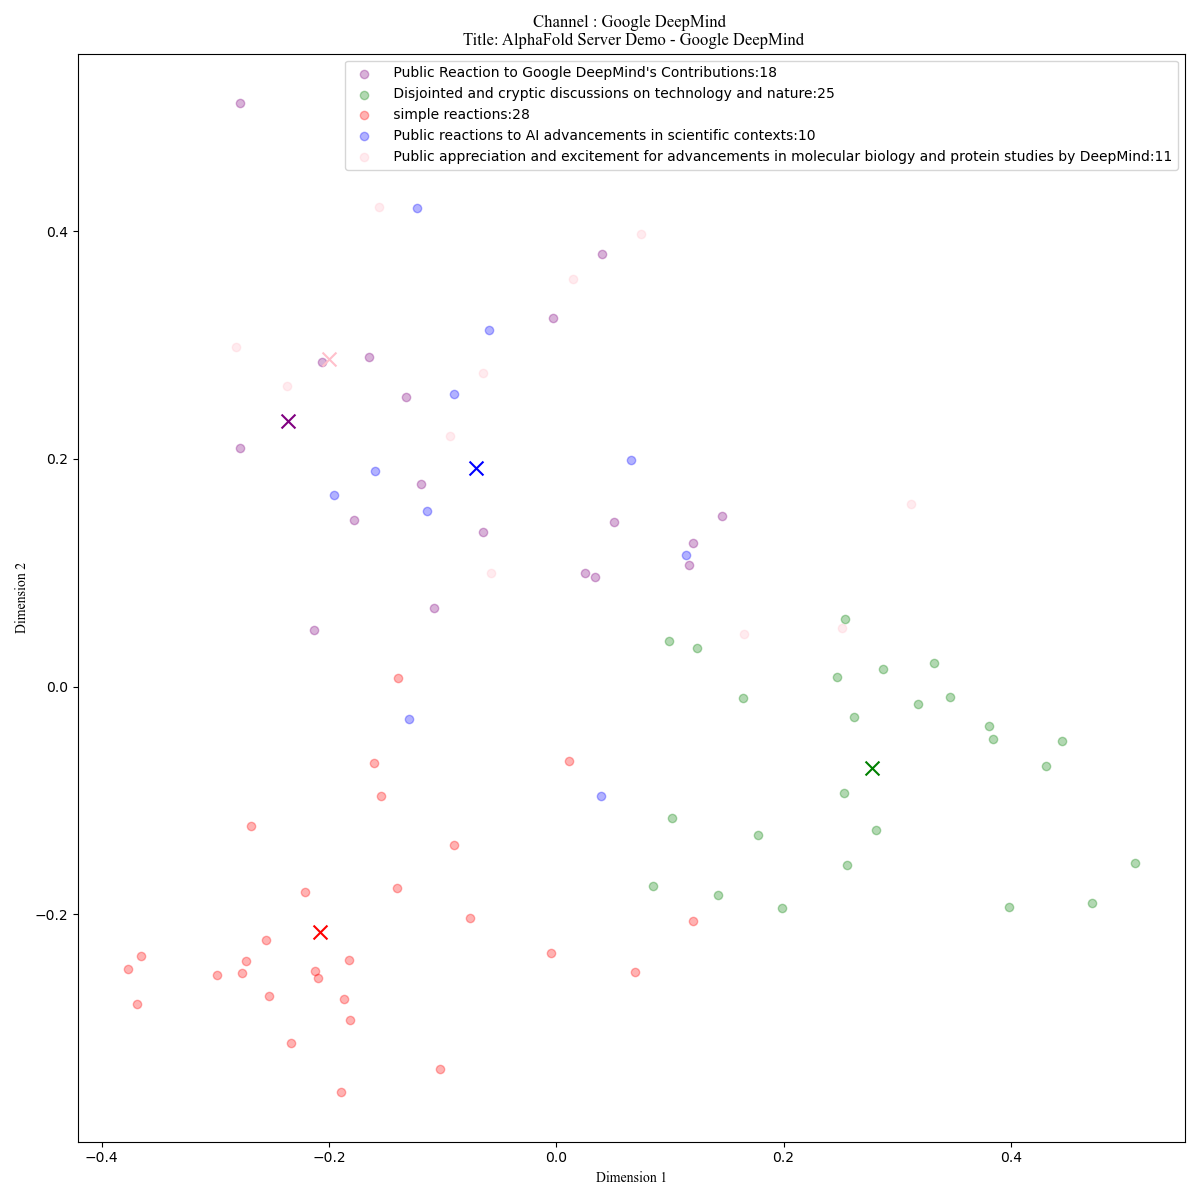 Channel : Google DeepMind
Title: AlphaFold Server Demo - Google DeepMind
Public Reaction to Google DeepMind's Contributions:18
Disjointed and cryptic discussions on technology and nature:25
simple reactions:28
Public reactions to AI advancements in scientific contexts:10
Public appreciation and excitement for advancements in molecular biology and protein studies by DeepMind:11
0.4
0.2
0.0
−0.2
Dimension 2
−0.4
−0.2
0.0
0.2
0.4
Dimension 1